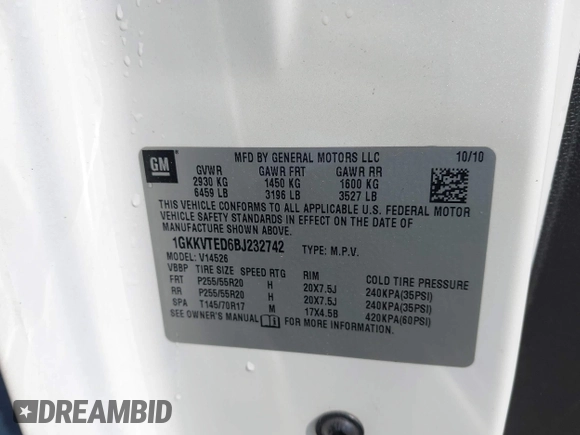 GM
MFD BY GENERAL MOTORS LLC 10/10
GVWR GAWR FRT GAWR RR
2930 KG 1450 KG 1600 KG
6459 LB 3196 LB 3527 LB
THIS VEHICLE CONFORMS TO ALL APPLICABLE U.S. FEDERAL MOTOR
VEHICLE SAFETY STANDARDS IN EFFECT ON THE DATE OF
MANUFACTURE SHOWN ABOVE.
1GKKVTED6BJ232742 TYPE: M.P.V.
MODEL: V14526
VBBP TIRE SIZE SPEED RTG RIM COLD TIRE PRESSURE
FRT P255/55R20 H 20X7.5J 240KPA(35PSI)
RR P255/55R20 H 20X7.5J 240KPA(35PSI)
SPA T145/70R17 M 17X4.5B 420KPA(60PSI)
SEE OWNER'S MANUAL FOR MORE INFORMATION.
DREAMBID